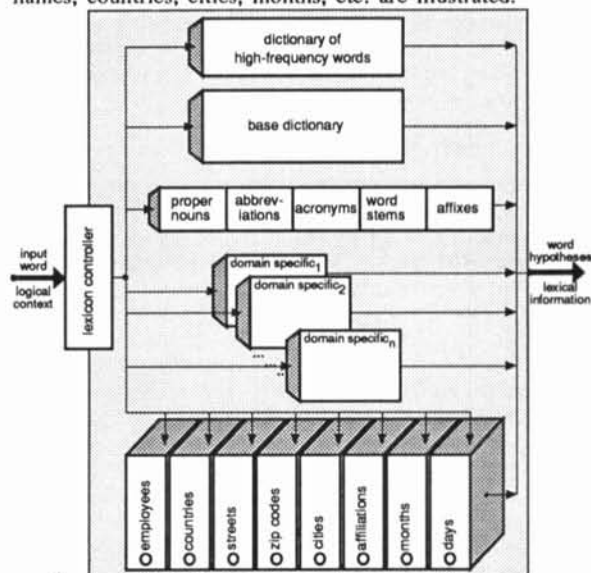 names, countries, cities, months, etc. are illustrated.
dictionary of
high-frequency words
base dictionary
proper
nouns
abbrev-
iations
acronyms
word
stems
affixes
input
word
logical
context
lexicon controller
domain specific1
domain specific2
...
...
domain specificn
word
hypotheses
lexical
information
employees
countries
streets
zip codes
cities
affiliations
months
days